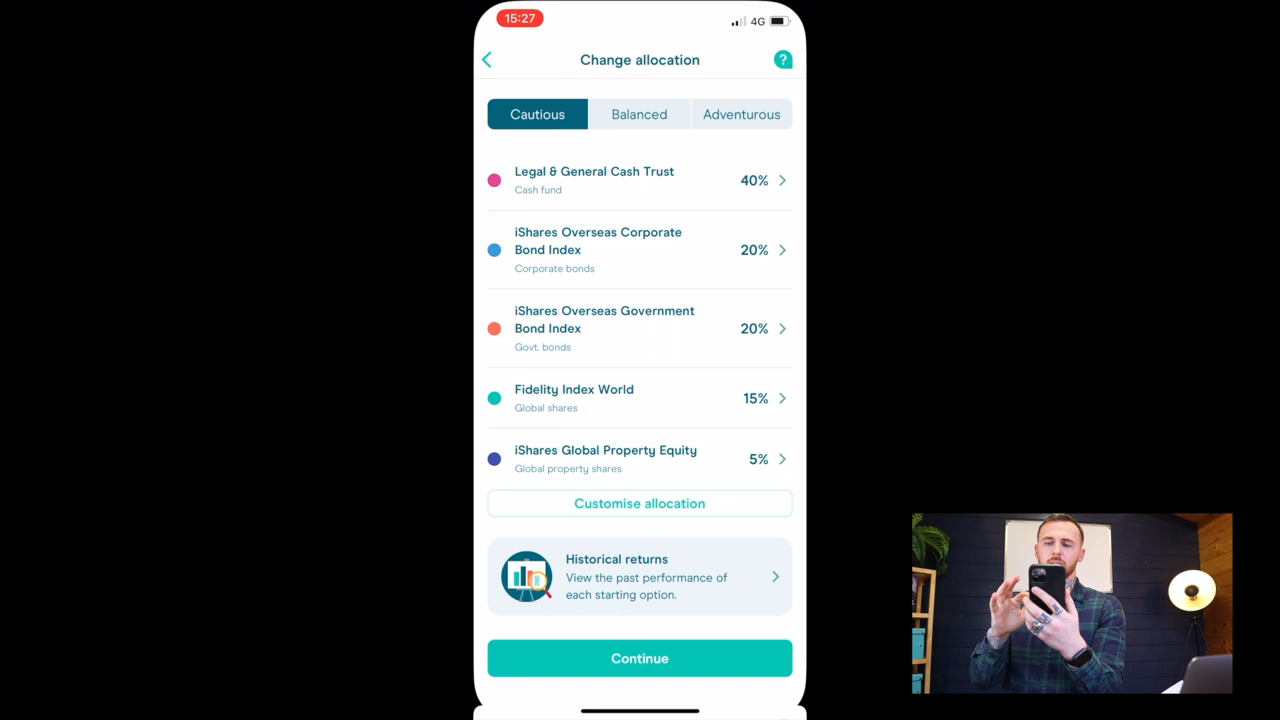 15:27
4G
Change allocation
?
Cautious
Balanced
Adventurous
Legal & General Cash Trust
Cash fund
40%
iShares Overseas Corporate
Bond Index
Corporate bonds
20%
iShares Overseas Government
Bond Index
Govt. bonds
20%
Fidelity Index World
Global shares
15%
iShares Global Property Equity
Global property shares
5%
Customise allocation
Historical returns
View the past performance of
each starting option.
Continue